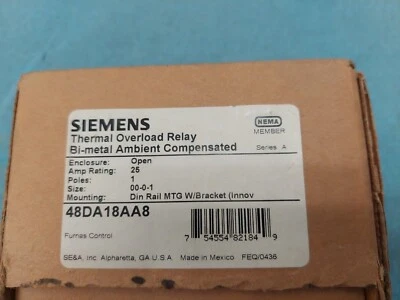 SIEMENS
Thermal Overload Relay
Bi-metal Ambient Compensated
NEMA
MEMBER
Series A
Enclosure: Open
Amp Rating: 25
Poles: 1
Size: 00-0-1
Mounting: Din Rail MTG W/Bracket (Innov
48DA18AA8
Furnas Control
7 54554 82184 9
SE&A, Inc. Alpharetta, GA U.S.A. Made in Mexico FEQ/0436